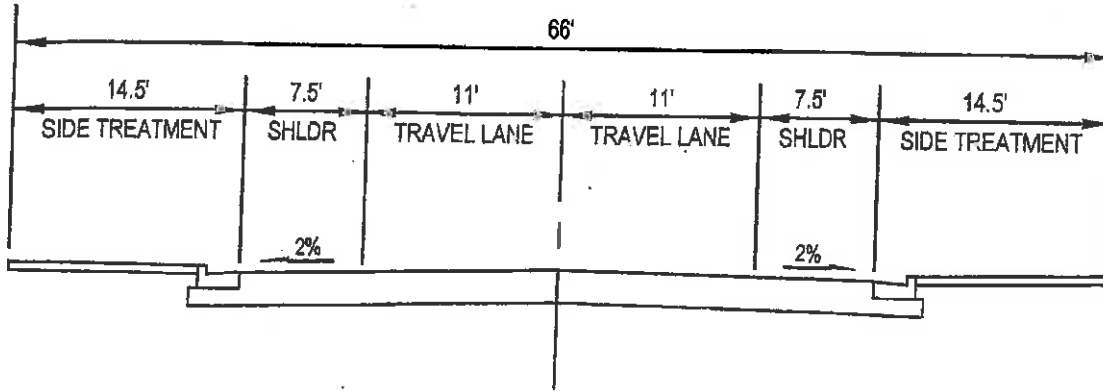 66'
14.5' 7.5' 11' 11' 7.5' 14.5'
SIDE TREATMENT SHLDR TRAVEL LANE TRAVEL LANE SHLDR SIDE TREATMENT
2% 2%